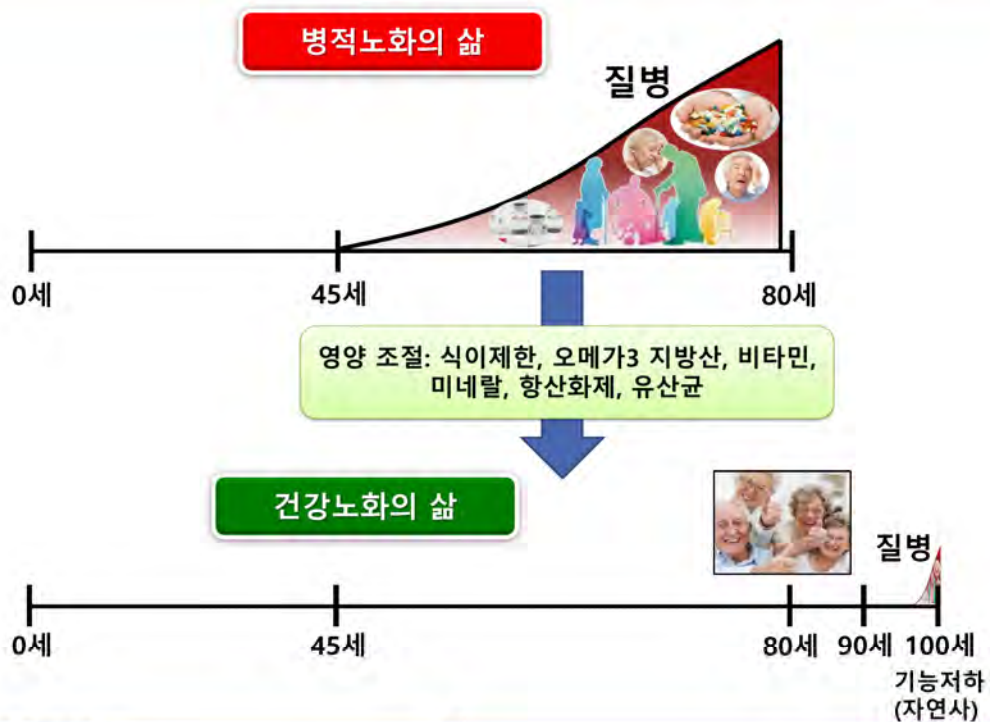 병적노화의 삶
질병
0세 45세 80세
영양 조절: 식이제한, 오메가3 지방산, 비타민,
미네랄, 항산화제, 유산균
건강노화의 삶
질병
0세 45세 80세 90세 100세
기능저하
(자연사)